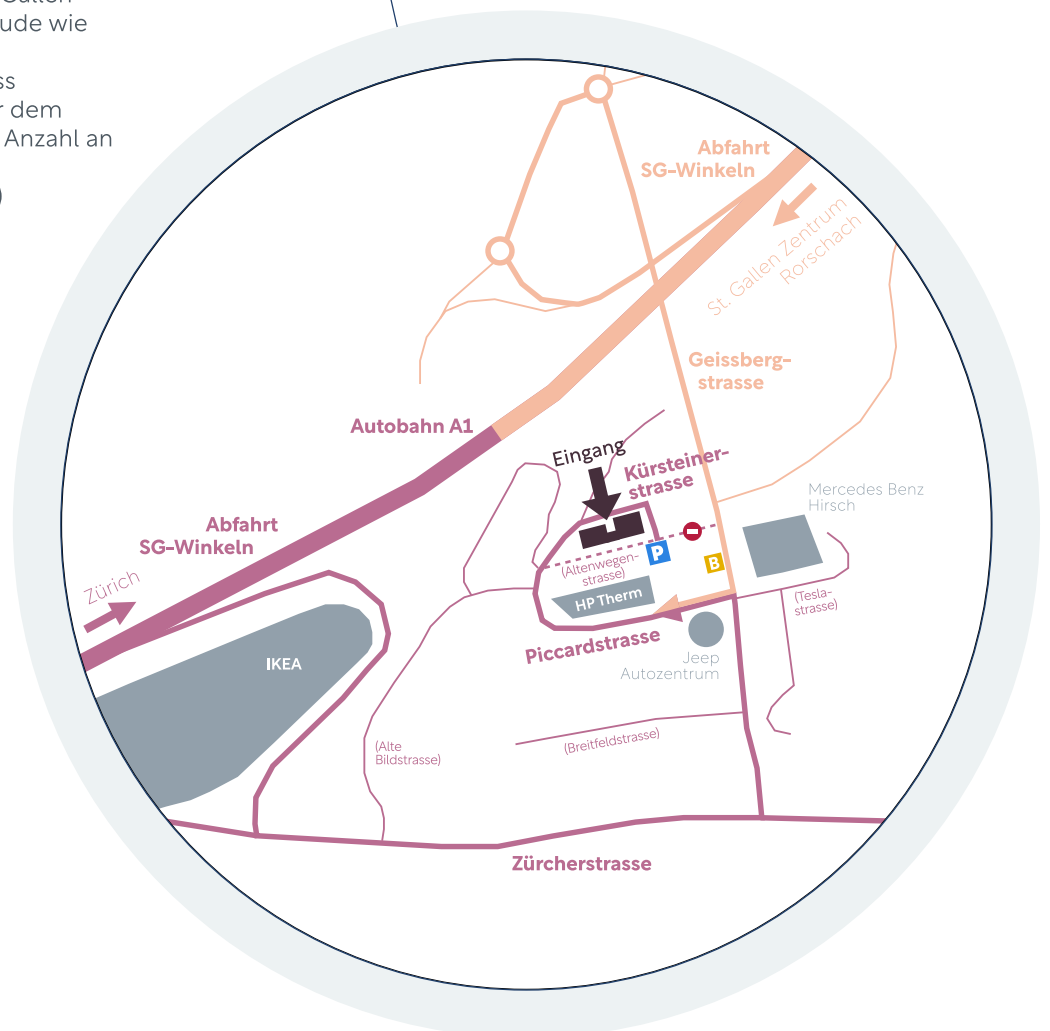 Gallen
ude wie
ss
r dem
Anzahl an
)
Abfahrt
SG-Winkeln
St. Gallen Zentrum
Rorschach
Geissberg-
strasse
Autobahn A1
Eingang
Kürsteiner-
strasse
Mercedes Benz
Hirsch
Abfahrt
SG-Winkeln
Zürich
P
B
(Altenwegen-
strasse)
HP Therm
(Tesla-
strasse)
Piccardstrasse
Jeep
Autozentrum
IKEA
(Alte
Bildstrasse)
(Breitfeldstrasse)
Zürcherstrasse